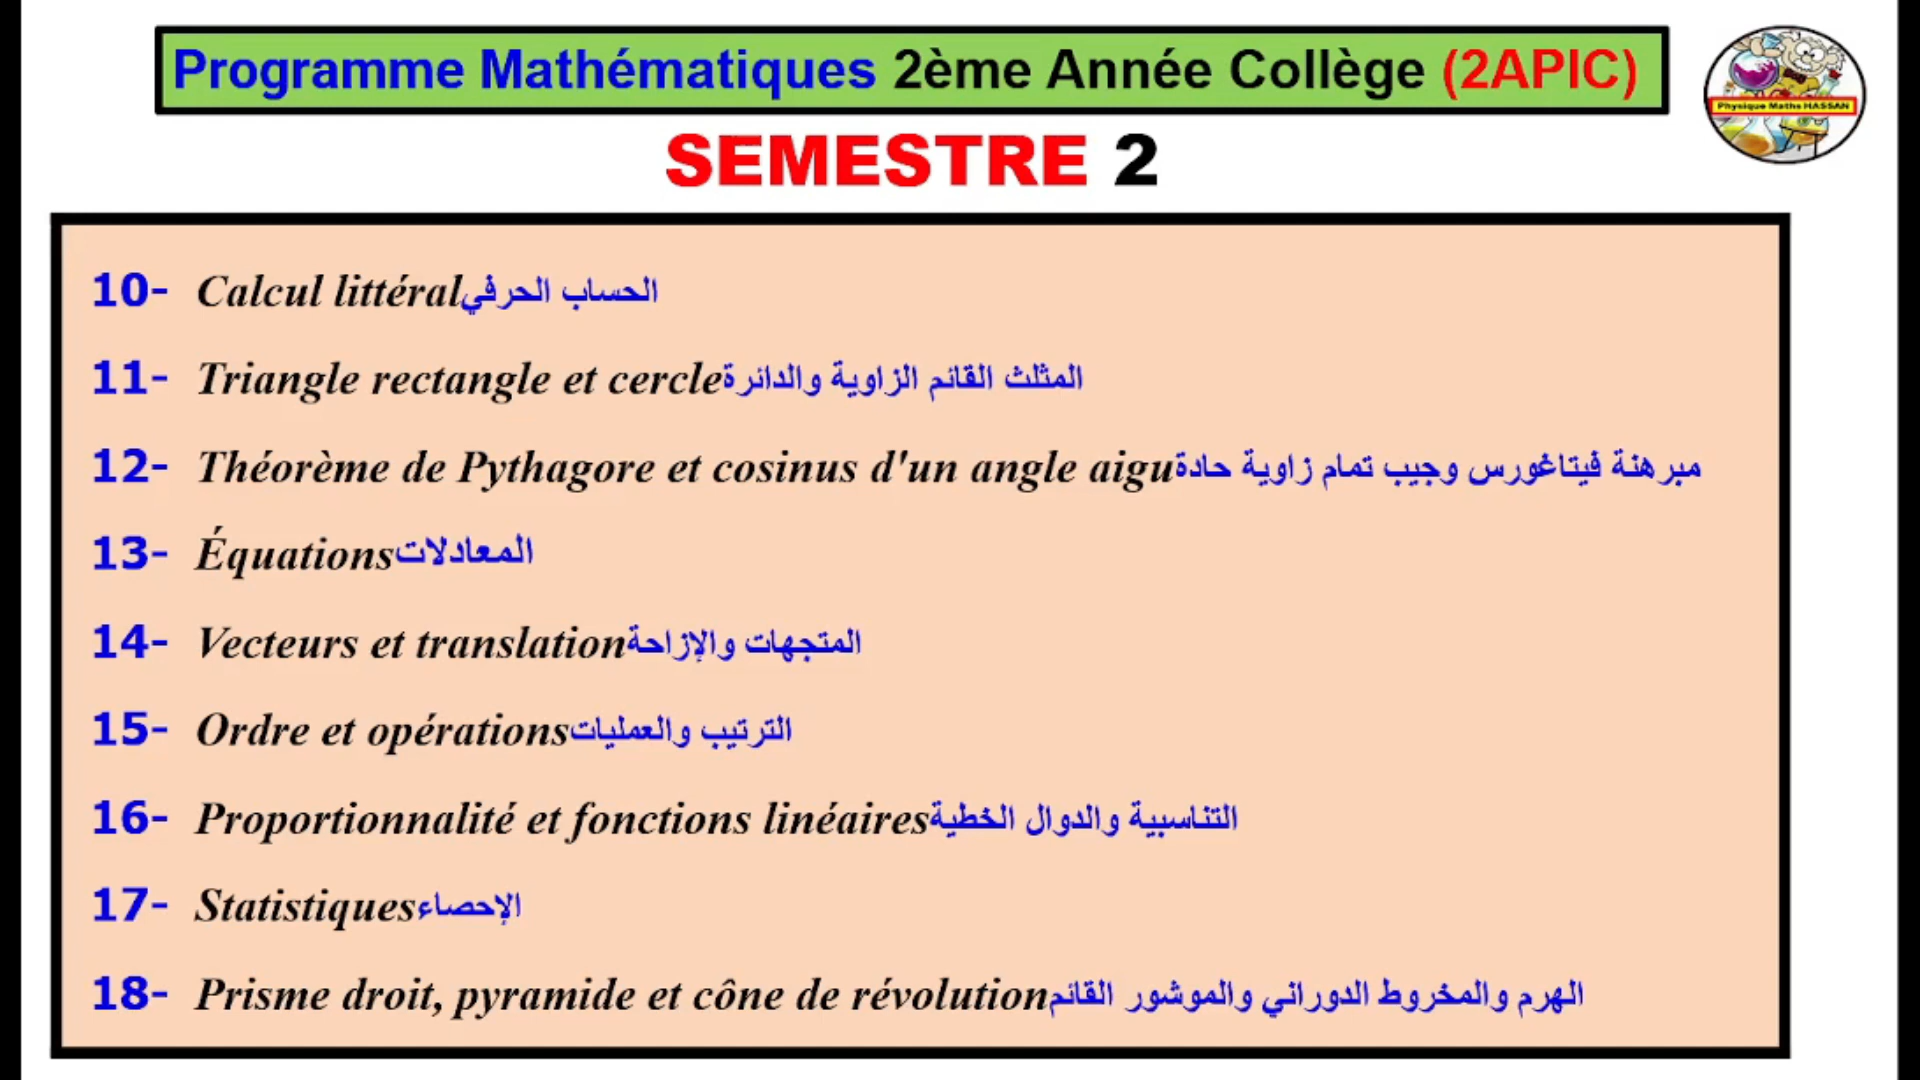 Programme Mathématiques 2ème Année Collège (2APIC)
Physique Maths HASSAN
SEMESTRE 2
10- Calcul littéral الحساب الحرفي
11- Triangle rectangle et cercle المثلث القائم الزاوية والدائرة
12- Théorème de Pythagore et cosinus d'un angle aigu مبرهنة فيتاغورس وجيب تمام زاوية حادة
13- Équations المعادلات
14- Vecteurs et translation المتجهات والإزاحة
15- Ordre et opérations الترتيب والعمليات
16- Proportionnalité et fonctions linéaires التناسبية والدوال الخطية
17- Statistiques الإحصاء
18- Prisme droit, pyramide et cône de révolution الهرم والمخروط الدوراني والموشور القائم